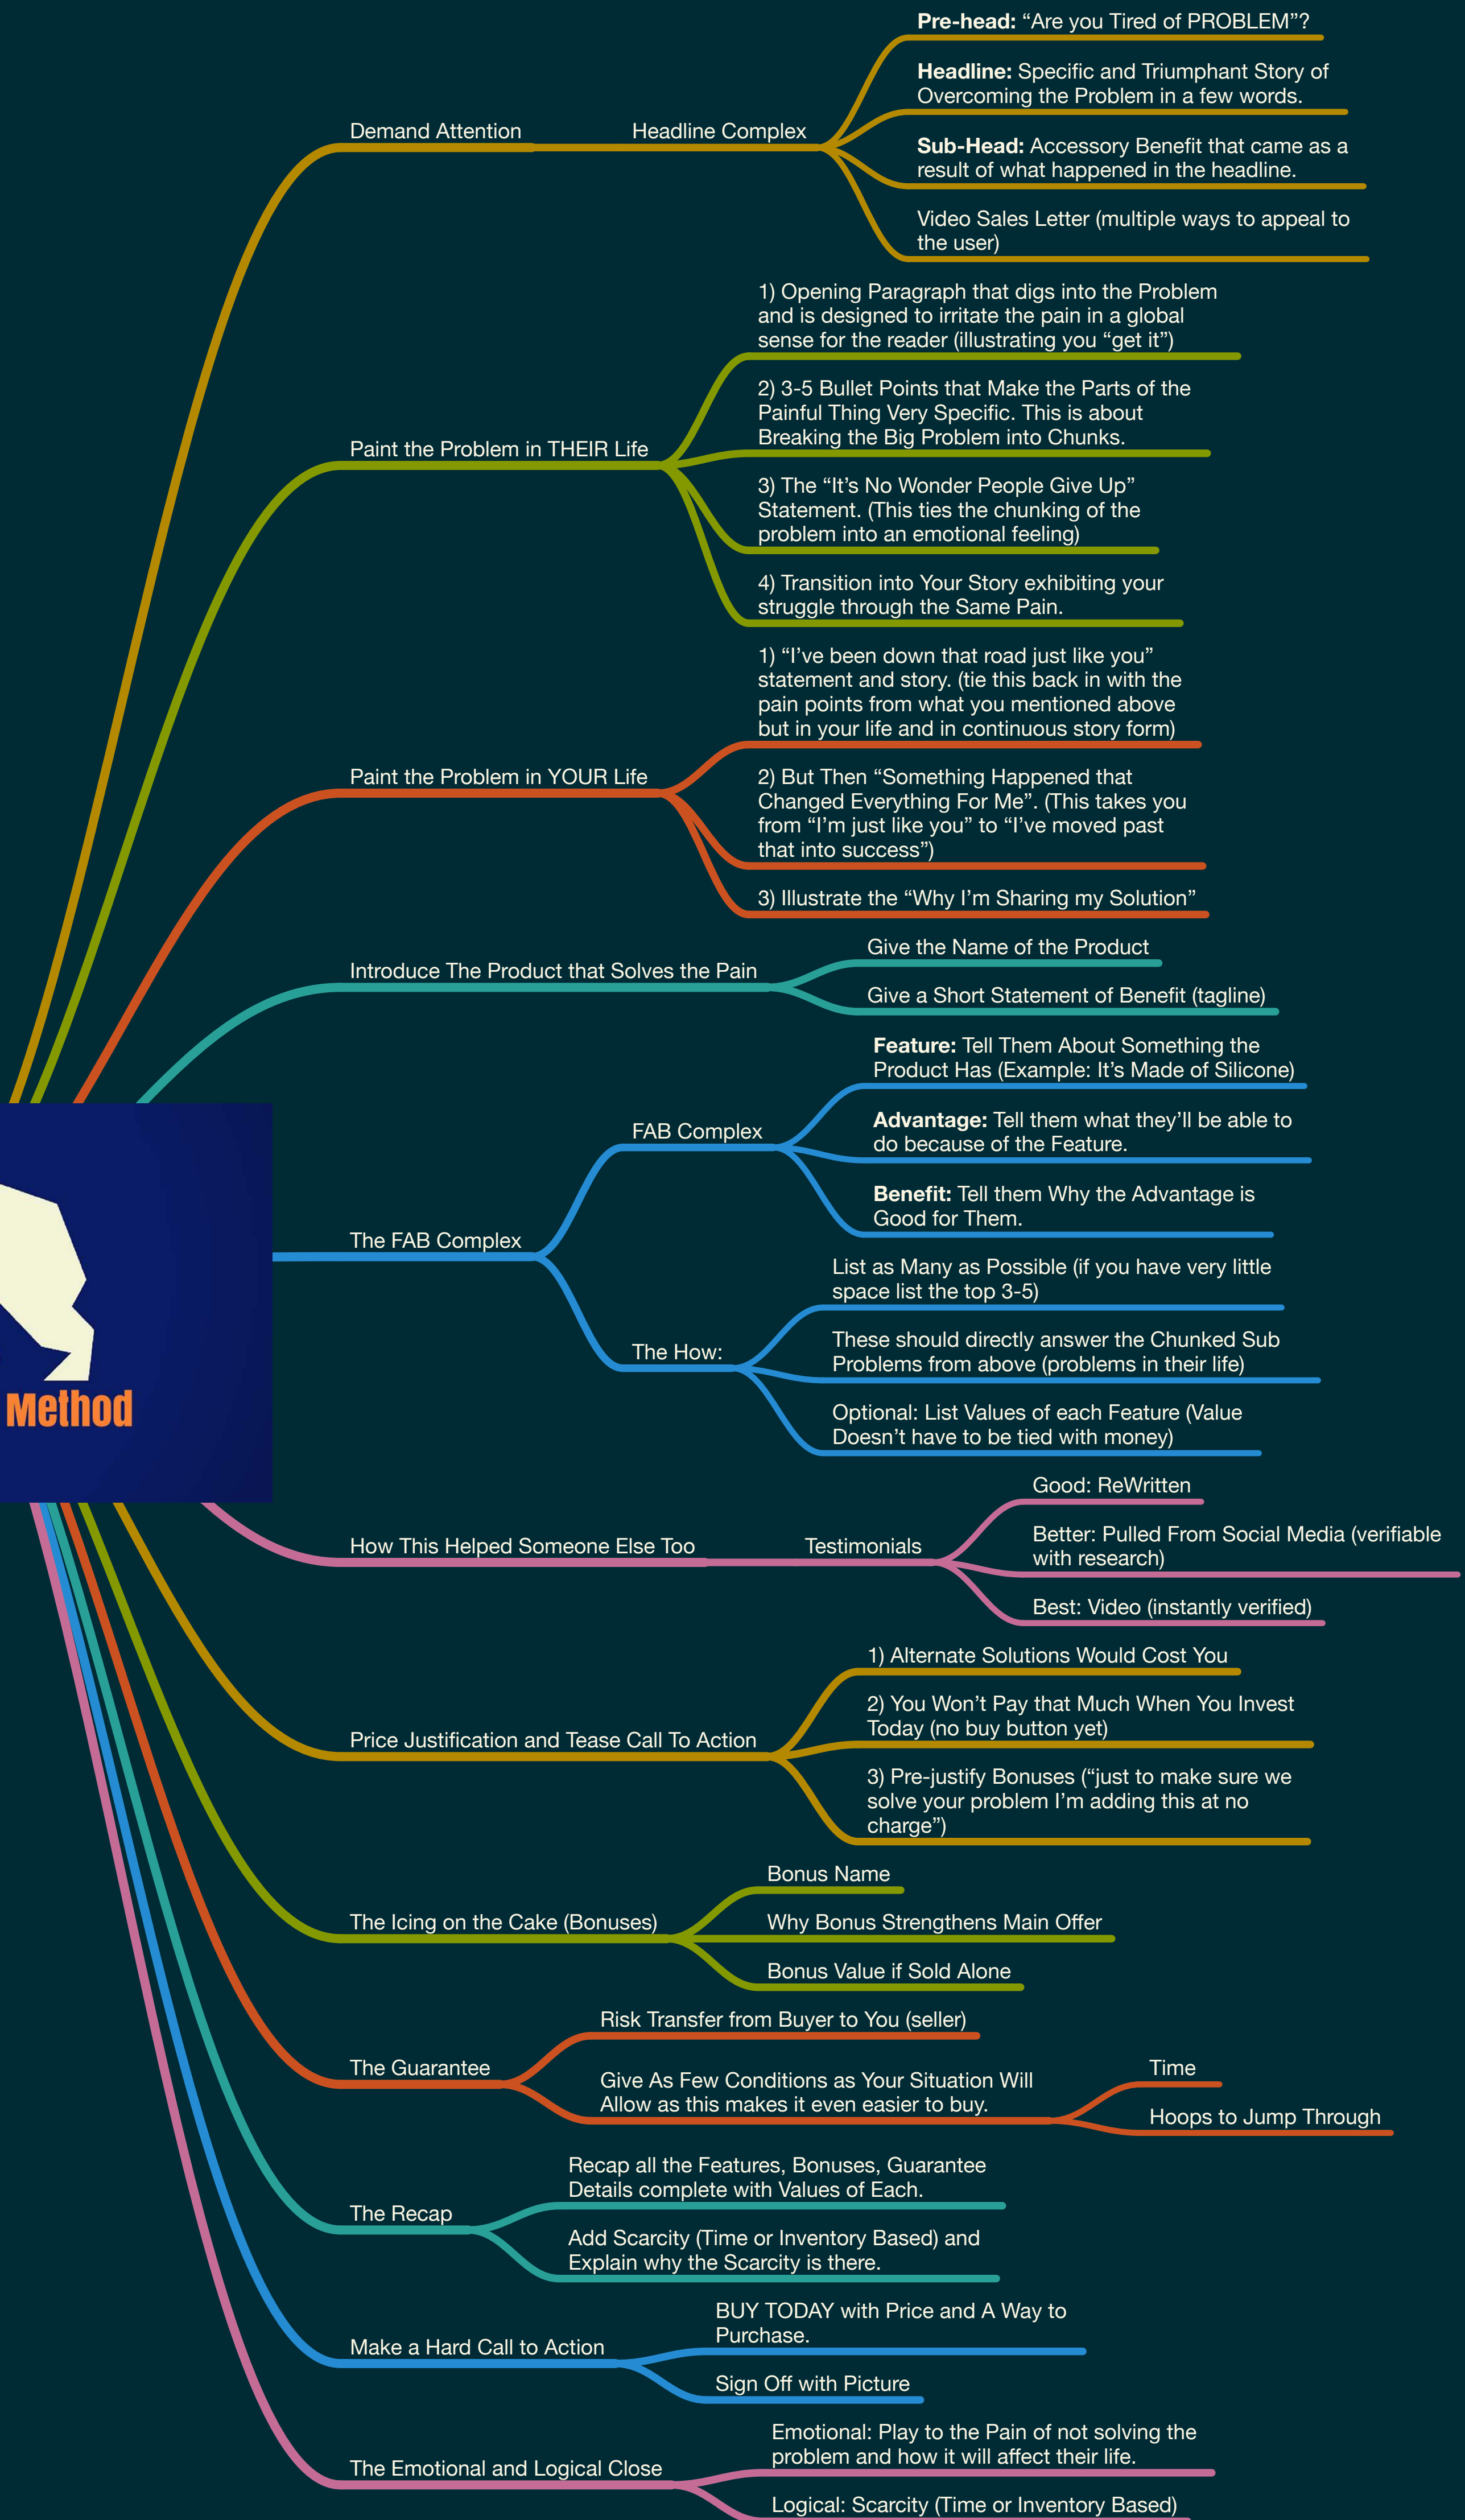 Pre-head: “Are you Tired of PROBLEM”?
Headline: Specific and Triumphant Story of
Overcoming the Problem in a few words.
Demand Attention
Headline Complex
Sub-Head: Accessory Benefit that came as a
result of what happened in the headline.
Video Sales Letter (multiple ways to appeal to
the user)
1) Opening Paragraph that digs into the Problem
and is designed to irritate the pain in a global
sense for the reader (illustrating you “get it”)
2) 3-5 Bullet Points that Make the Parts of the
Painful Thing Very Specific. This is about
Breaking the Big Problem into Chunks.
Paint the Problem in THEIR Life
3) The “It’s No Wonder People Give Up”
Statement. (This ties the chunking of the
problem into an emotional feeling)
4) Transition into Your Story exhibiting your
struggle through the Same Pain.
1) “I’ve been down that road just like you”
statement and story. (tie this back in with the
pain points from what you mentioned above
but in your life and in continuous story form)
Paint the Problem in YOUR Life
2) But Then “Something Happened that
Changed Everything For Me”. (This takes you
from “I’m just like you” to “I’ve moved past
that into success”)
3) Illustrate the “Why I’m Sharing my Solution”
Give the Name of the Product
Introduce The Product that Solves the Pain
Give a Short Statement of Benefit (tagline)
Feature: Tell Them About Something the
Product Has (Example: It’s Made of Silicone)
FAB Complex
Advantage: Tell them what they’ll be able to
do because of the Feature.
Benefit: Tell them Why the Advantage is
Good for Them.
The FAB Complex
List as Many as Possible (if you have very little
space list the top 3-5)
The How:
These should directly answer the Chunked Sub
Problems from above (problems in their life)
Optional: List Values of each Feature (Value
Doesn’t have to be tied with money)
Method
Good: ReWritten
How This Helped Someone Else Too
Testimonials
Better: Pulled From Social Media (verifiable
with research)
Best: Video (instantly verified)
1) Alternate Solutions Would Cost You
Price Justification and Tease Call To Action
2) You Won’t Pay that Much When You Invest
Today (no buy button yet)
3) Pre-justify Bonuses (“just to make sure we
solve your problem I’m adding this at no
charge”)
Bonus Name
The Icing on the Cake (Bonuses)
Why Bonus Strengthens Main Offer
Bonus Value if Sold Alone
Risk Transfer from Buyer to You (seller)
The Guarantee
Give As Few Conditions as Your Situation Will
Allow as this makes it even easier to buy.
Time
Hoops to Jump Through
Recap all the Features, Bonuses, Guarantee
Details complete with Values of Each.
The Recap
Add Scarcity (Time or Inventory Based) and
Explain why the Scarcity is there.
BUY TODAY with Price and A Way to
Purchase.
Make a Hard Call to Action
Sign Off with Picture
Emotional: Play to the Pain of not solving the
problem and how it will affect their life.
The Emotional and Logical Close
Logical: Scarcity (Time or Inventory Based)